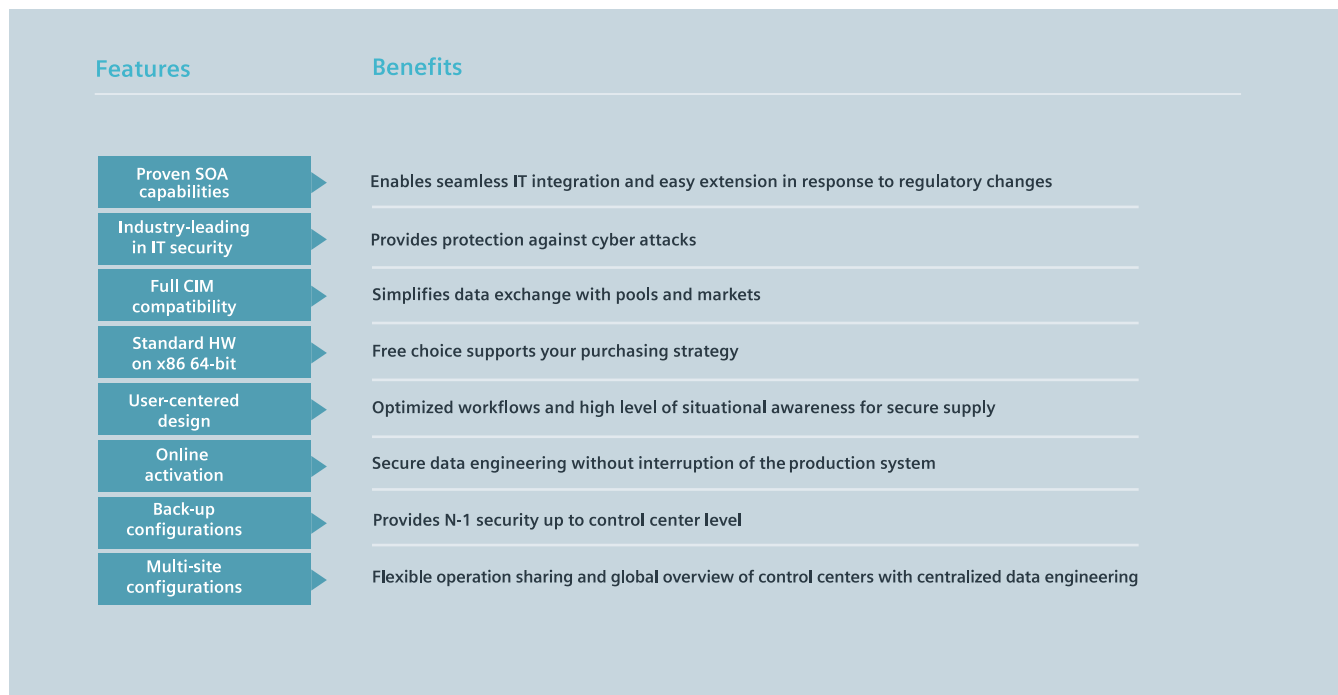 Features
Benefits
Proven SOA
capabilities
Enables seamless IT integration and easy extension in response to regulatory changes
Industry-leading
in IT security
Provides protection against cyber attacks
Full CIM
compatibility
Simplifies data exchange with pools and markets
Standard HW
on x86 64-bit
Free choice supports your purchasing strategy
User-centered
design
Optimized workflows and high level of situational awareness for secure supply
Online
activation
Secure data engineering without interruption of the production system
Back-up
configurations
Provides N-1 security up to control center level
Multi-site
configurations
Flexible operation sharing and global overview of control centers with centralized data engineering